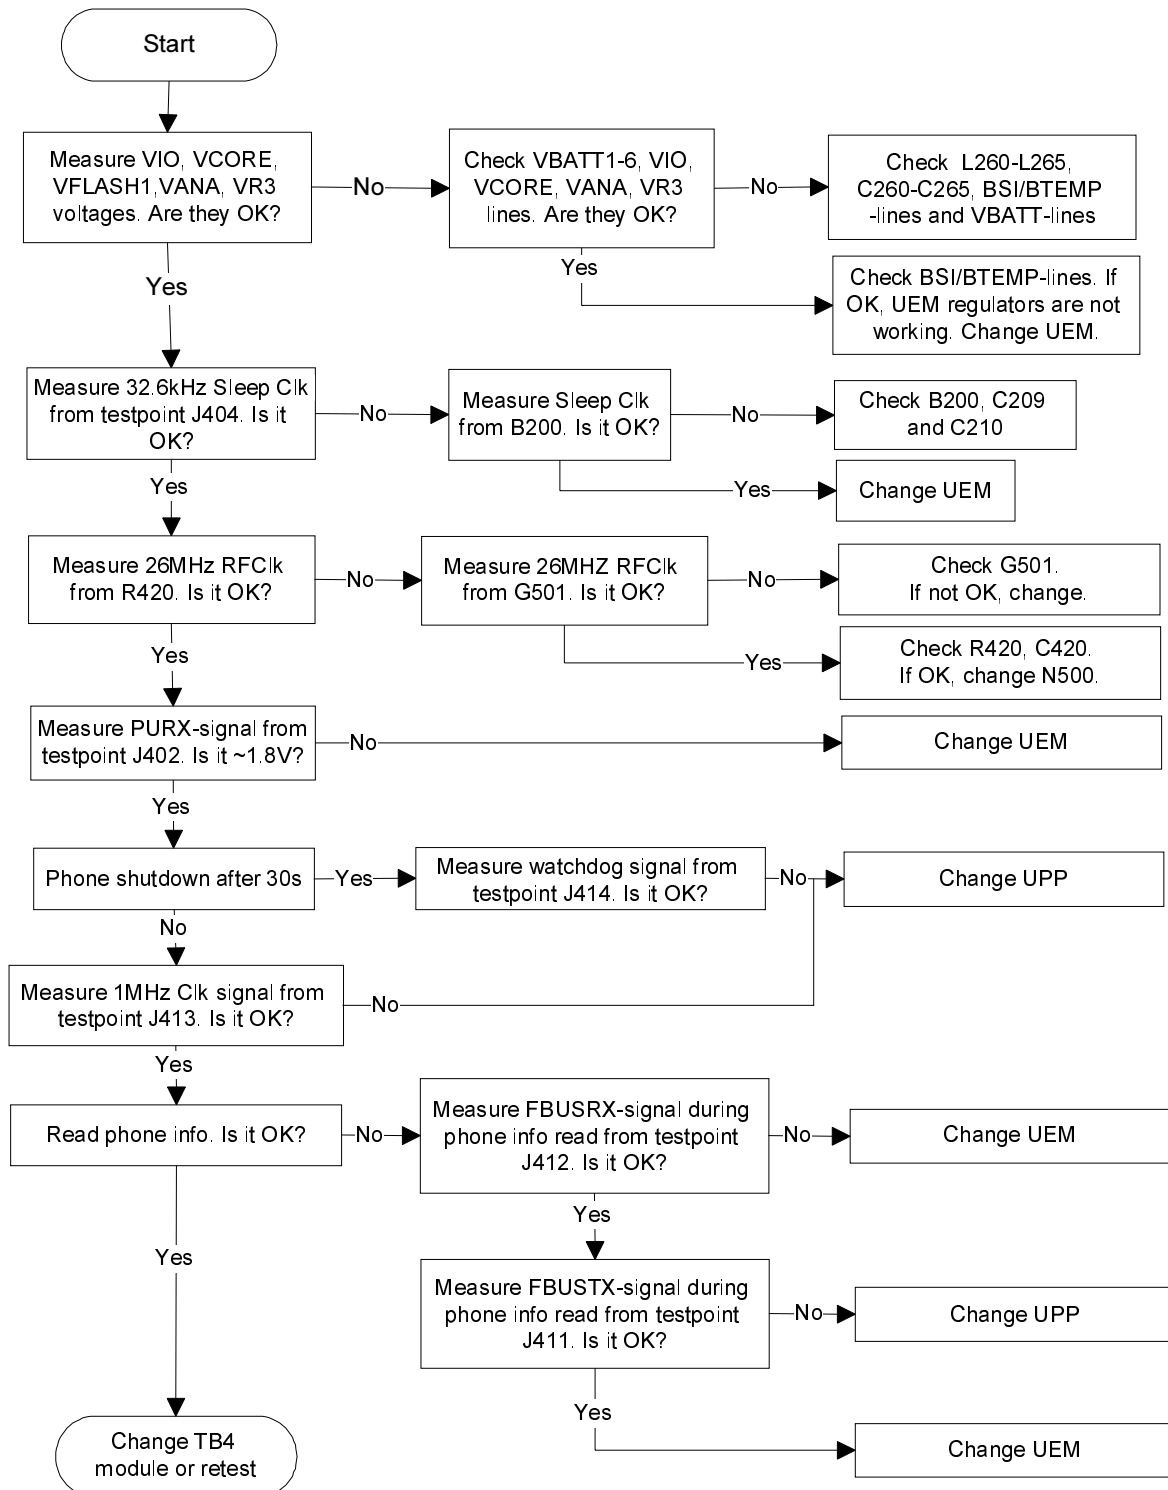 Start
Measure VIO, VCORE,
VFLASH1,VANA, VR3
voltages. Are they OK?
No
Check VBATT1-6, VIO,
VCORE, VANA, VR3
lines. Are they OK?
No
Check L260-L265,
C260-C265, BSI/BTEMP
-lines and VBATT-lines
Yes
Yes
Check BSI/BTEMP-lines. If
OK, UEM regulators are not
working. Change UEM.
Measure 32.6kHz Sleep Clk
from testpoint J404. Is it
OK?
No
Measure Sleep Clk
from B200. Is it OK?
No
Check B200, C209
and C210
Yes
Yes
Change UEM
Measure 26MHz RFClk
from R420. Is it OK?
No
Measure 26MHZ RFClk
from G501. Is it OK?
No
Check G501.
If not OK, change.
Yes
Yes
Check R420, C420.
If OK, change N500.
Measure PURX-signal from
testpoint J402. Is it ~1.8V?
No
Change UEM
Yes
Phone shutdown after 30s
Yes
Measure watchdog signal from
testpoint J414. Is it OK?
No
Change UPP
No
Measure 1MHz Clk signal from
testpoint J413. Is it OK?
No
Yes
Read phone info. Is it OK?
No
Measure FBUSRX-signal during
phone info read from testpoint
J412. Is it OK?
No
Change UEM
Yes
Yes
Measure FBUSTX-signal during
phone info read from testpoint
J411. Is it OK?
No
Change UPP
Yes
Change UEM
Change TB4
module or retest